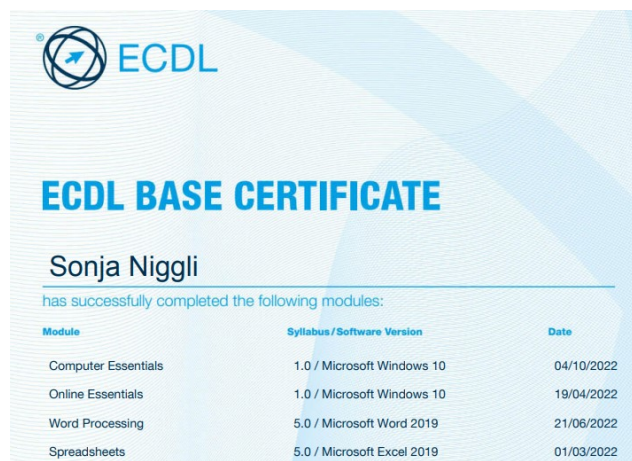 ® ECDL
ECDL BASE CERTIFICATE
Sonja Niggli
has successfully completed the following modules:
Module Syllabus/Software Version Date
Computer Essentials 1.0 / Microsoft Windows 10 04/10/2022
Online Essentials 1.0 / Microsoft Windows 10 19/04/2022
Word Processing 5.0 / Microsoft Word 2019 21/06/2022
Spreadsheets 5.0 / Microsoft Excel 2019 01/03/2022